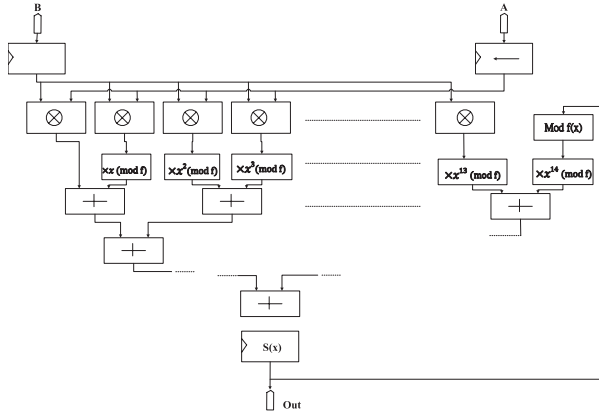 B
A
Mod f(x)
×x (mod f)
×x² (mod f)
×x³ (mod f)
×x¹³ (mod f)
×x¹⁴ (mod f)
S(x)
Out